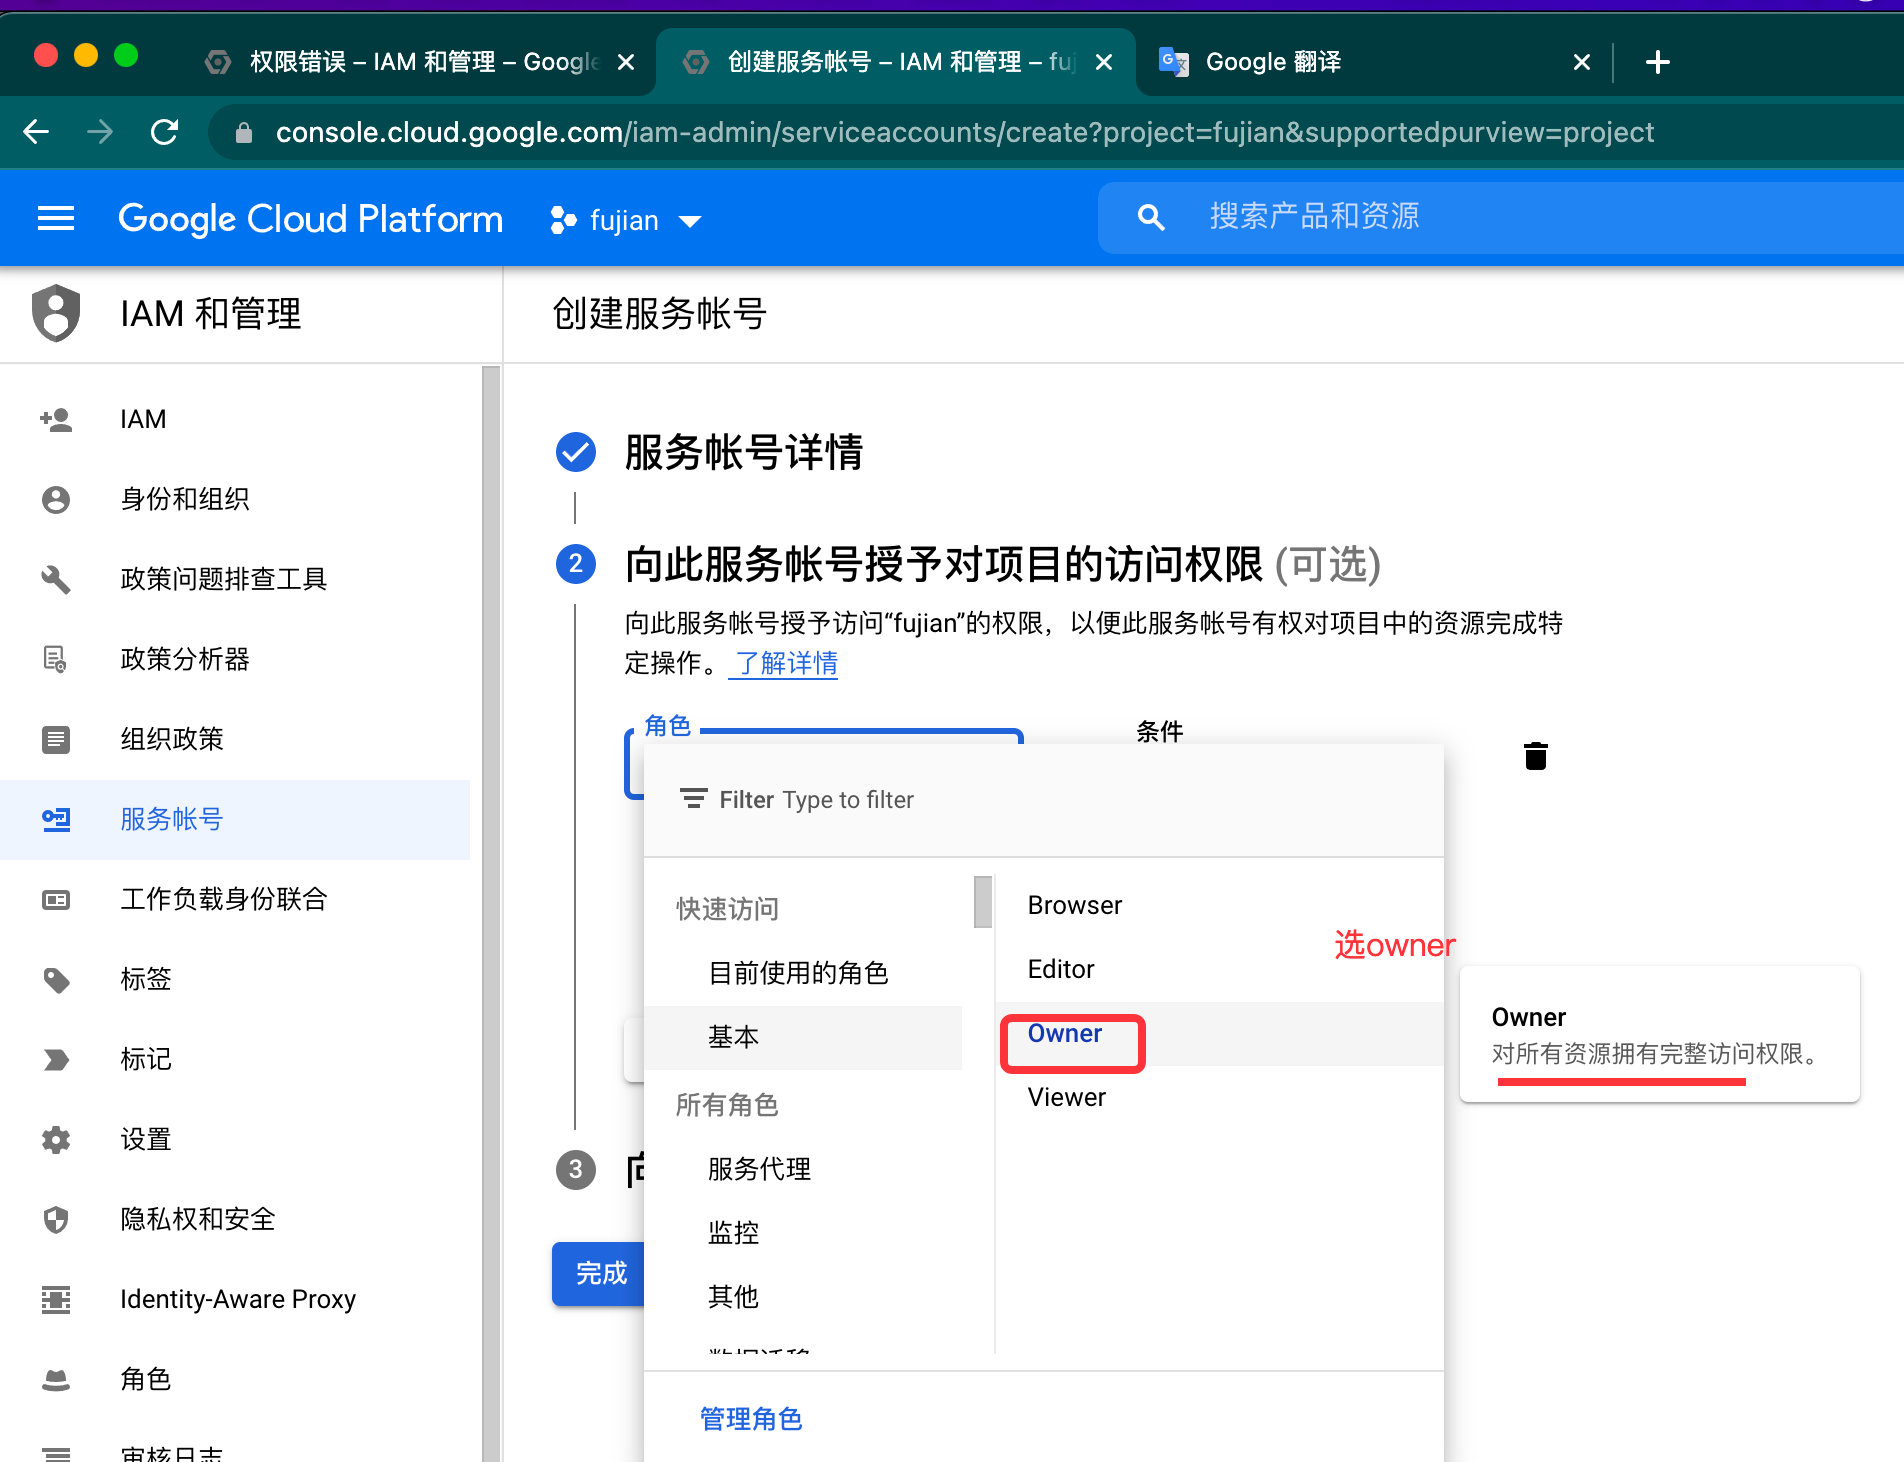 权限错误 – IAM 和管理 – Google
创建服务帐号 – IAM 和管理 – fuj
Google 翻译
console.cloud.google.com/iam-admin/serviceaccounts/create?project=fujian&supportedpurview=project
Google Cloud Platform
fujian
搜索产品和资源
IAM 和管理
创建服务帐号
IAM
身份和组织
政策问题排查工具
政策分析器
组织政策
服务帐号
工作负载身份联合
标签
标记
设置
隐私权和安全
Identity-Aware Proxy
角色
审核日志
服务帐号详情
2
向此服务帐号授予对项目的访问权限 (可选)
向此服务帐号授予访问“fujian”的权限，以便此服务帐号有权对项目中的资源完成特
定操作。 了解详情
角色
条件
Filter Type to filter
快速访问
目前使用的角色
基本
所有角色
服务代理
监控
其他
数据迁移
Browser
Editor
Owner
Viewer
选owner
Owner
对所有资源拥有完整访问权限。
3
向
完成
管理角色